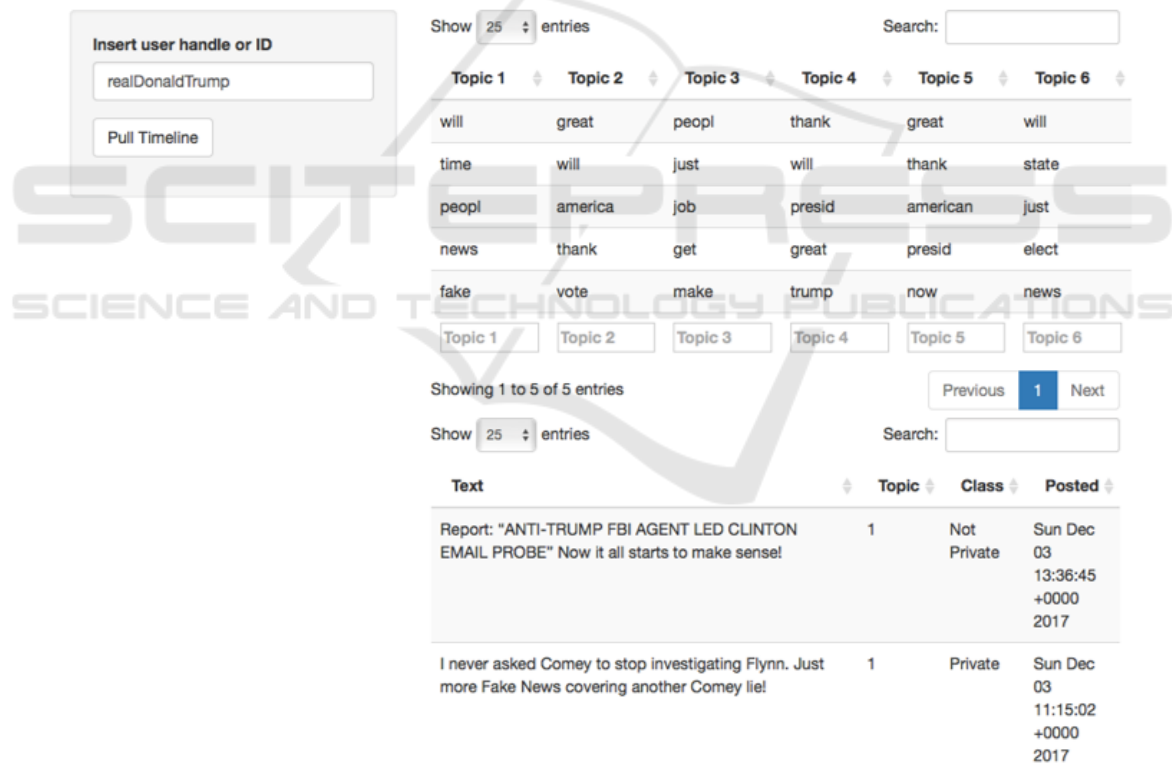 Insert user handle or ID
realDonaldTrump
Pull Timeline
Show 25 entries Search:
Topic 1 Topic 2 Topic 3 Topic 4 Topic 5 Topic 6
will great peopl thank great will
time will just will thank state
peopl america job presid american just
news thank get great presid elect
fake vote make trump now news
Topic 1 Topic 2 Topic 3 Topic 4 Topic 5 Topic 6
Showing 1 to 5 of 5 entries Previous 1 Next
Show 25 entries Search:
Text Topic Class Posted
Report: "ANTI-TRUMP FBI AGENT LED CLINTON 1 Not Sun Dec
EMAIL PROBE" Now it all starts to make sense! Private 03
13:36:45
+0000
2017
I never asked Comey to stop investigating Flynn. Just 1 Private Sun Dec
more Fake News covering another Comey lie! 03
11:15:02
+0000
2017
SCITEPRESS
SCIENCE AND TECHNOLOGY PUBLICATIONS